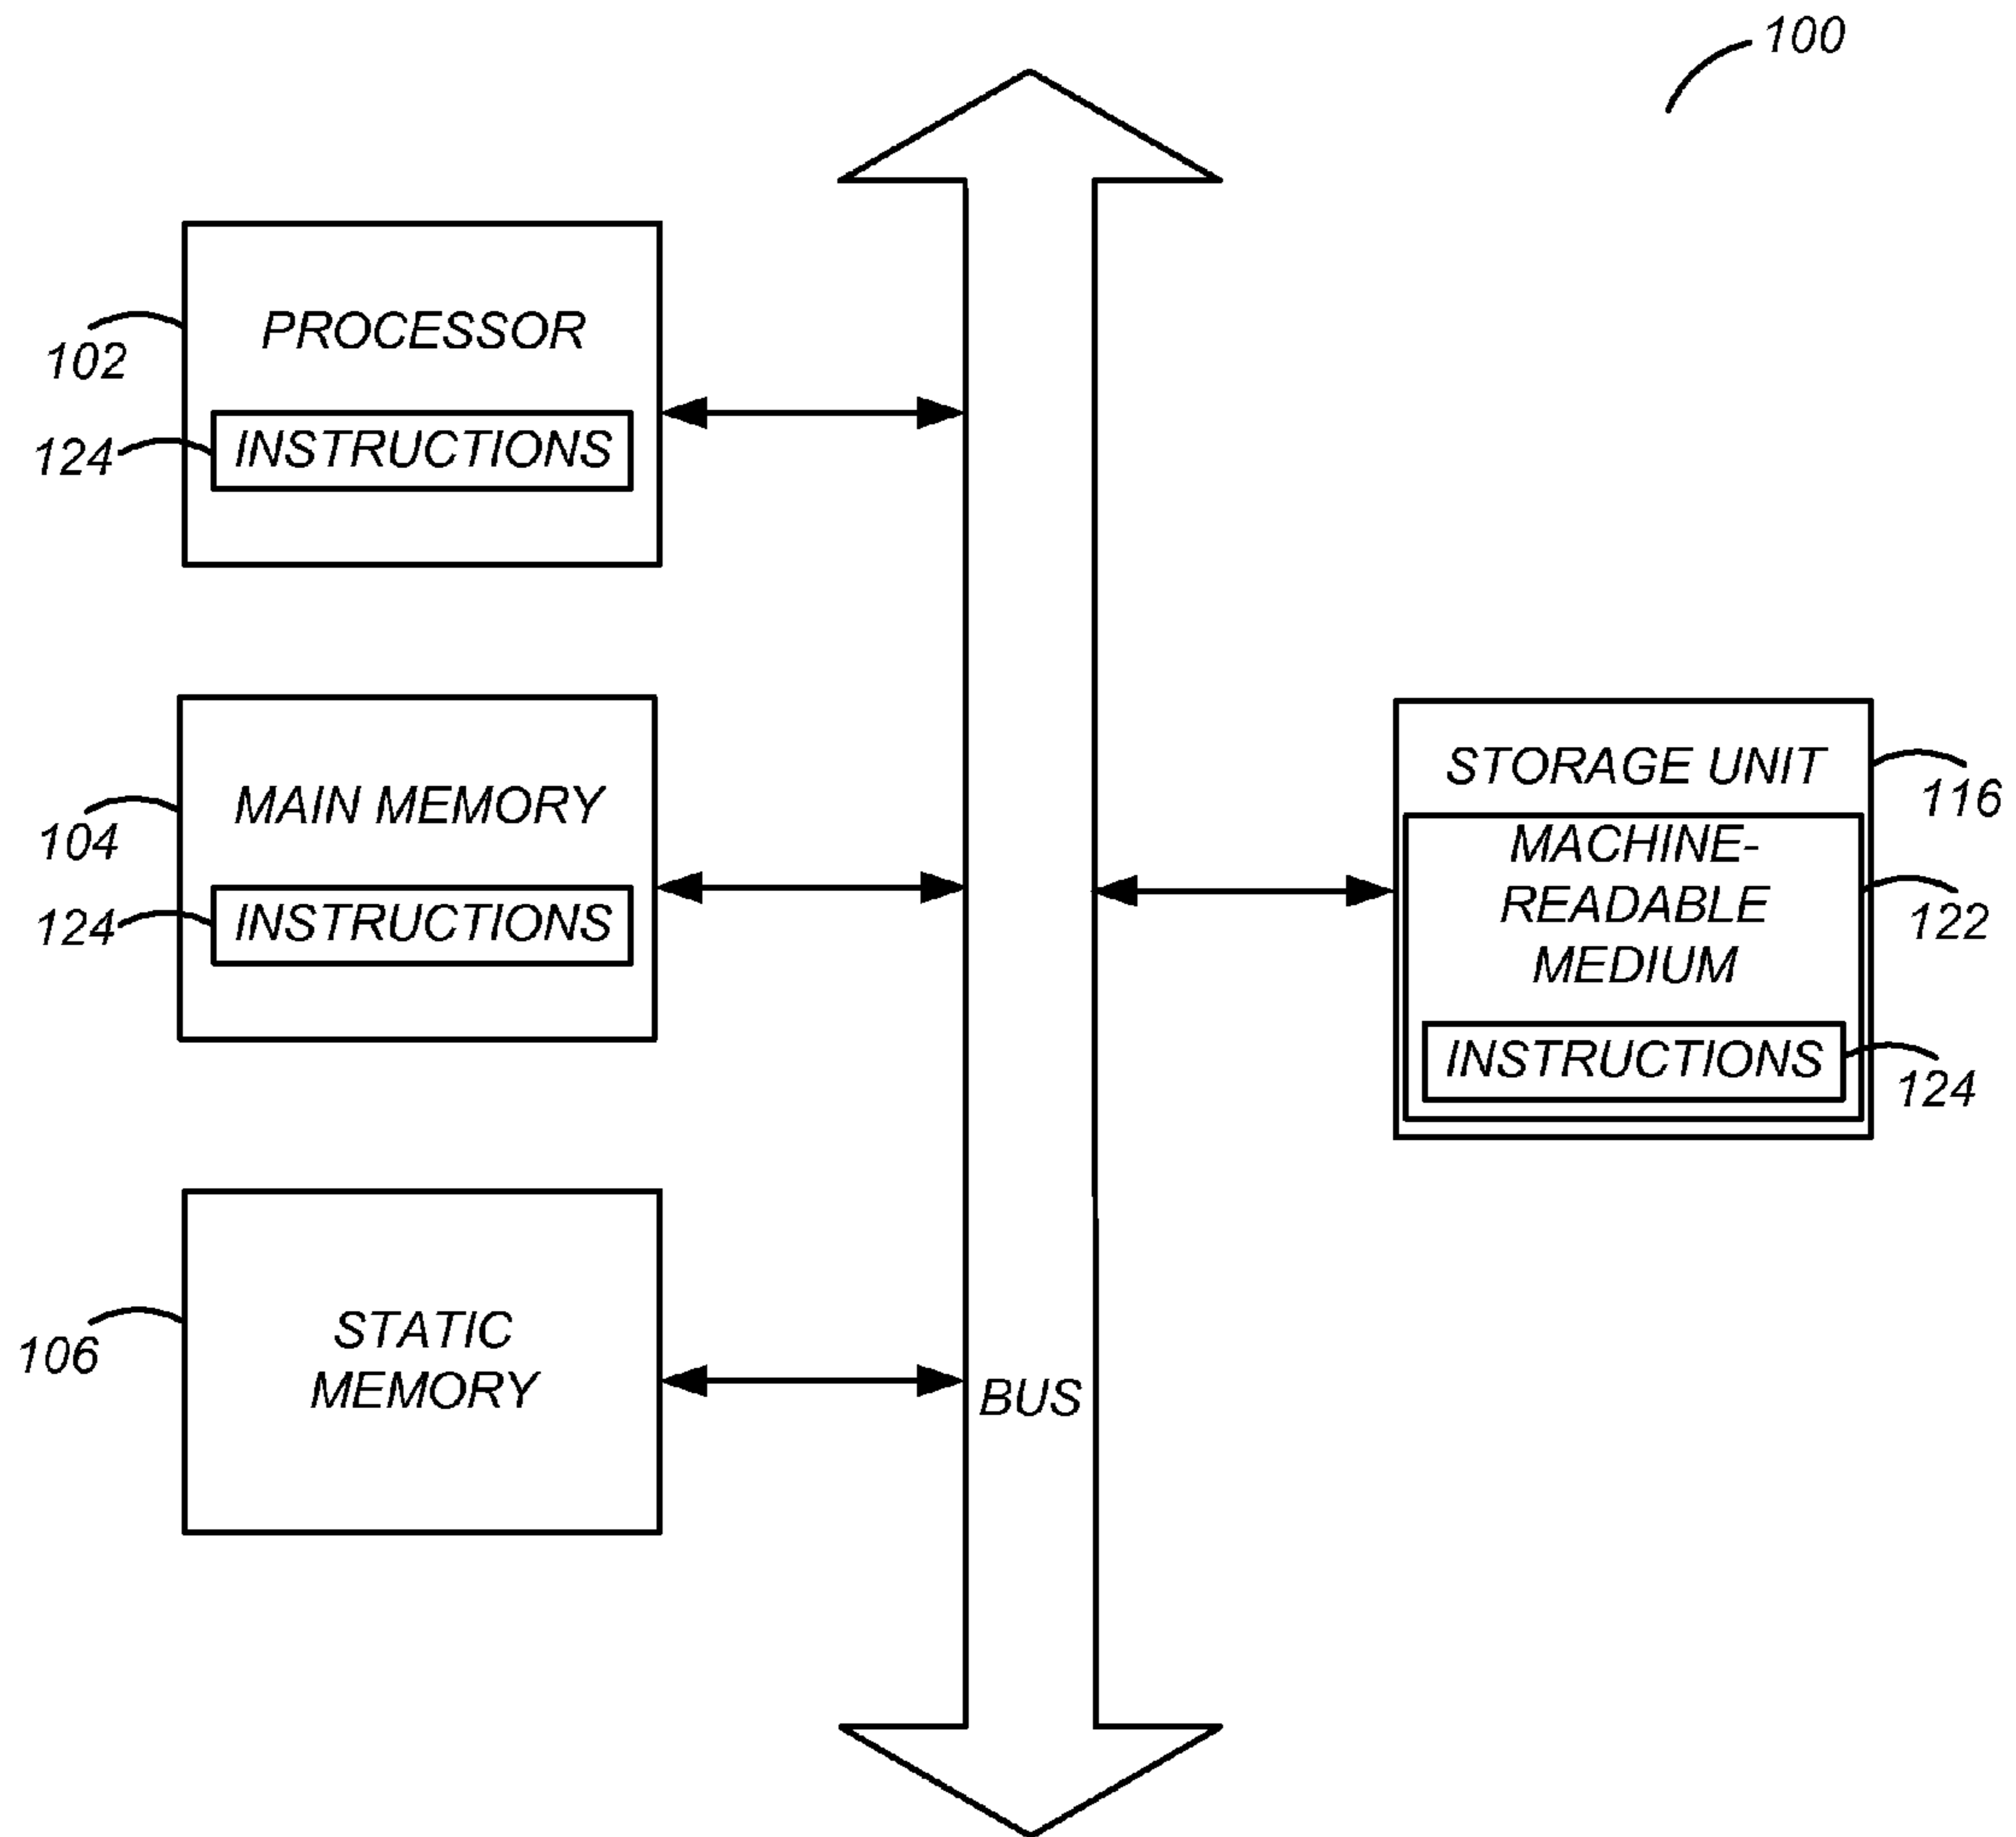 100
PROCESSOR
102
124
INSTRUCTIONS
MAIN MEMORY
104
124
INSTRUCTIONS
STORAGE UNIT
116
MACHINE-
READABLE
MEDIUM
122
INSTRUCTIONS
124
STATIC
MEMORY
106
BUS